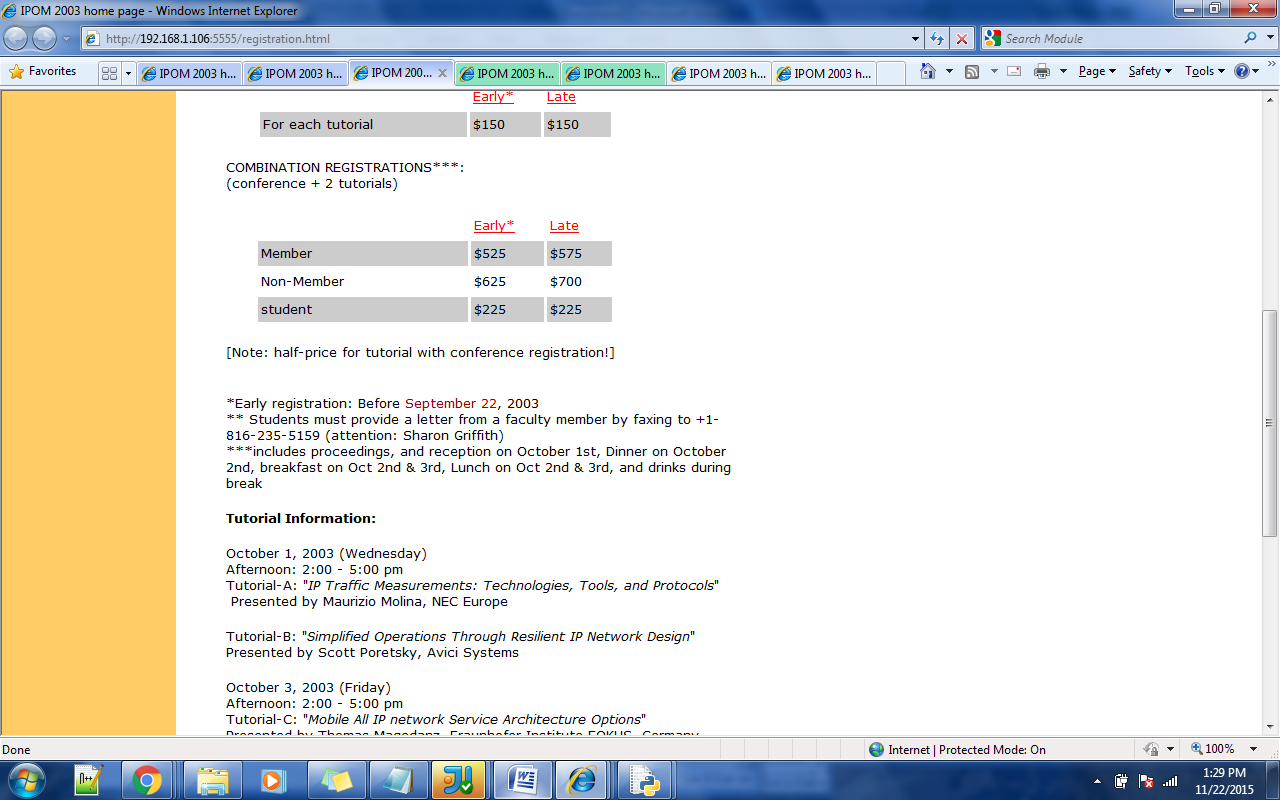 IPOM 2003 home page - Windows Internet Explorer
http://192.168.1.106:5555/registration.html
Search Module
Favorites
IPOM 2003 h...
IPOM 2003 h...
IPOM 200...
IPOM 2003 h...
IPOM 2003 h...
IPOM 2003 h...
IPOM 2003 h...
Page
Safety
Tools
Early* Late
For each tutorial $150 $150
COMBINATION REGISTRATIONS***:
(conference + 2 tutorials)
Early* Late
Member $525 $575
Non-Member $625 $700
student $225 $225
[Note: half-price for tutorial with conference registration!]
*Early registration: Before September 22, 2003
** Students must provide a letter from a faculty member by faxing to +1-
816-235-5159 (attention: Sharon Griffith)
***includes proceedings, and reception on October 1st, Dinner on October
2nd, breakfast on Oct 2nd & 3rd, Lunch on Oct 2nd & 3rd, and drinks during
break
Tutorial Information:
October 1, 2003 (Wednesday)
Afternoon: 2:00 - 5:00 pm
Tutorial-A: "IP Traffic Measurements: Technologies, Tools, and Protocols"
Presented by Maurizio Molina, NEC Europe
Tutorial-B: "Simplified Operations Through Resilient IP Network Design"
Presented by Scott Poretsky, Avici Systems
October 3, 2003 (Friday)
Afternoon: 2:00 - 5:00 pm
Tutorial-C: "Mobile All IP network Service Architecture Options"
Presented by Thomas Magedanz, Fraunhofer Institute FOKUS, Germany
Done
Internet | Protected Mode: On
100%
1:29 PM
11/22/2015